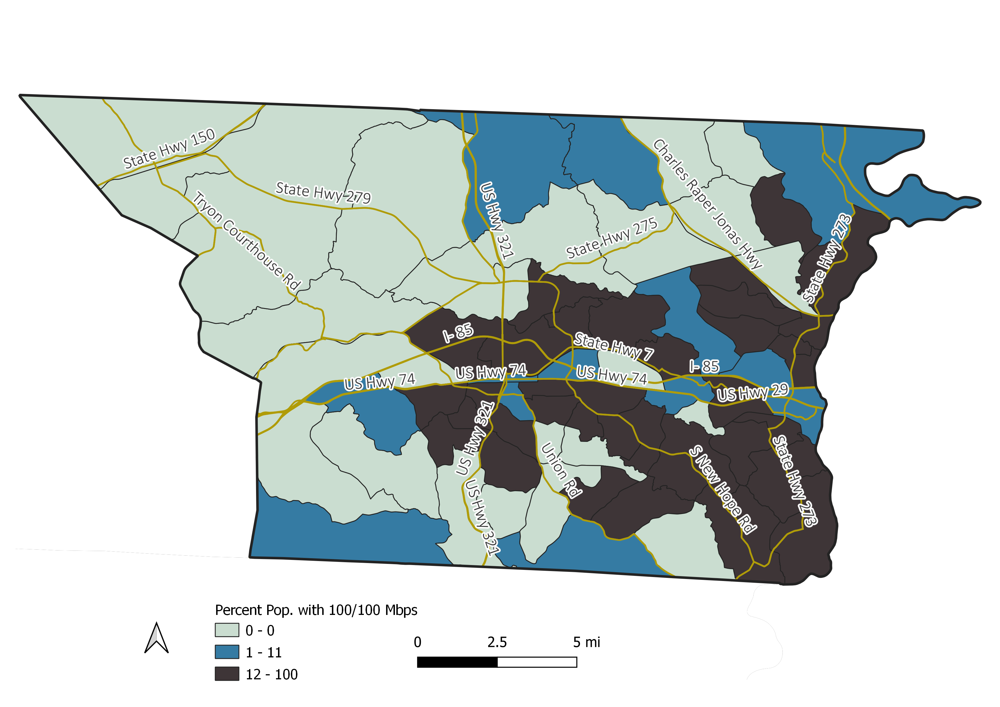 State Hwy 150
Charles Raper Jonas Hwy
State Hwy 279
US Hwy 321
Tryon Courthouse Rd
State Hwy 275
State Hwy 273
I- 85
State Hwy 7
I- 85
US Hwy 74
US Hwy 74
US Hwy 74
US Hwy 29
US Hwy 321
Union Rd
S New Hope Rd
State Hwy 273
US Hwy 321
Percent Pop. with 100/100 Mbps
0 - 0
1 - 11
12 - 100
0 2.5 5 mi